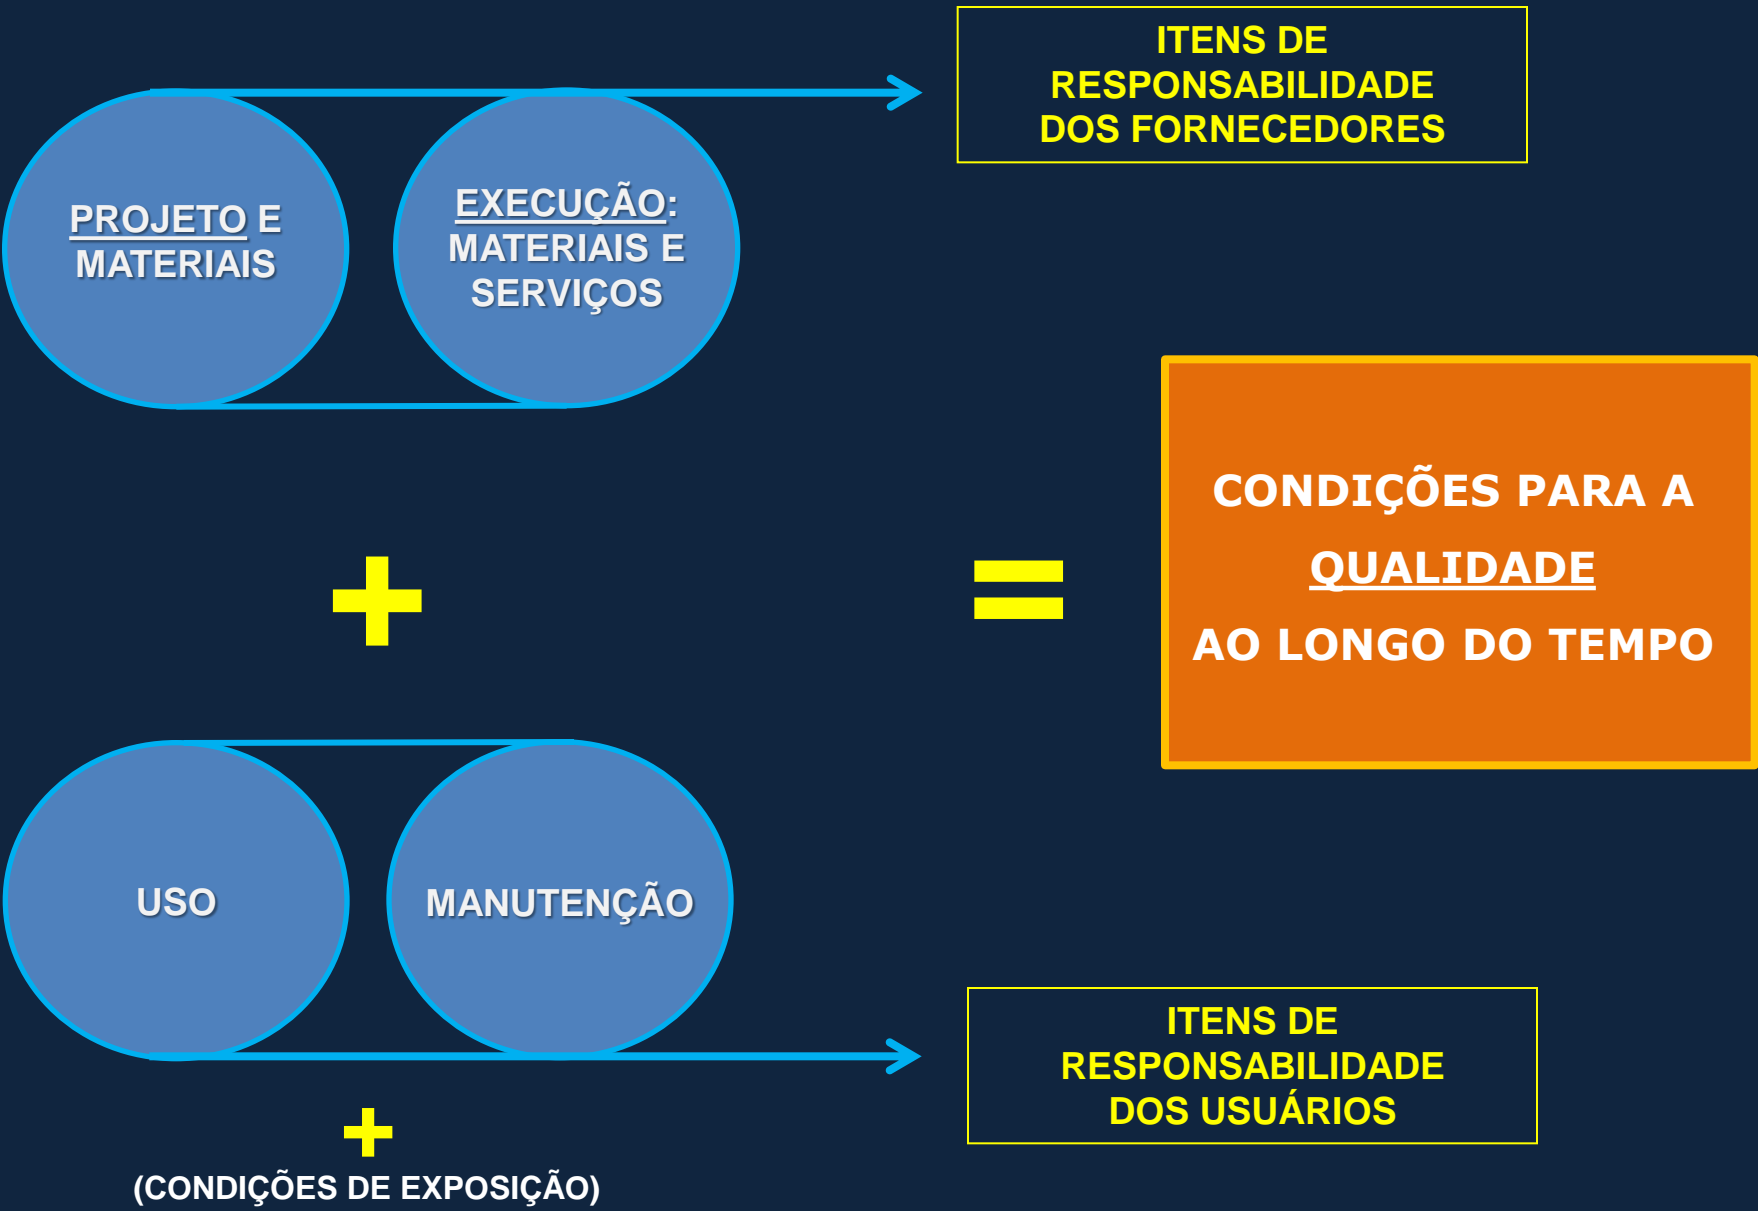 ITENS DE
RESPONSABILIDADE
DOS FORNECEDORES
PROJETO E
MATERIAIS
EXECUÇÃO:
MATERIAIS E
SERVIÇOS
+
=
CONDIÇÕES PARA A
QUALIDADE
AO LONGO DO TEMPO
USO
MANUTENÇÃO
ITENS DE
RESPONSABILIDADE
DOS USUÁRIOS
+
(CONDIÇÕES DE EXPOSIÇÃO)